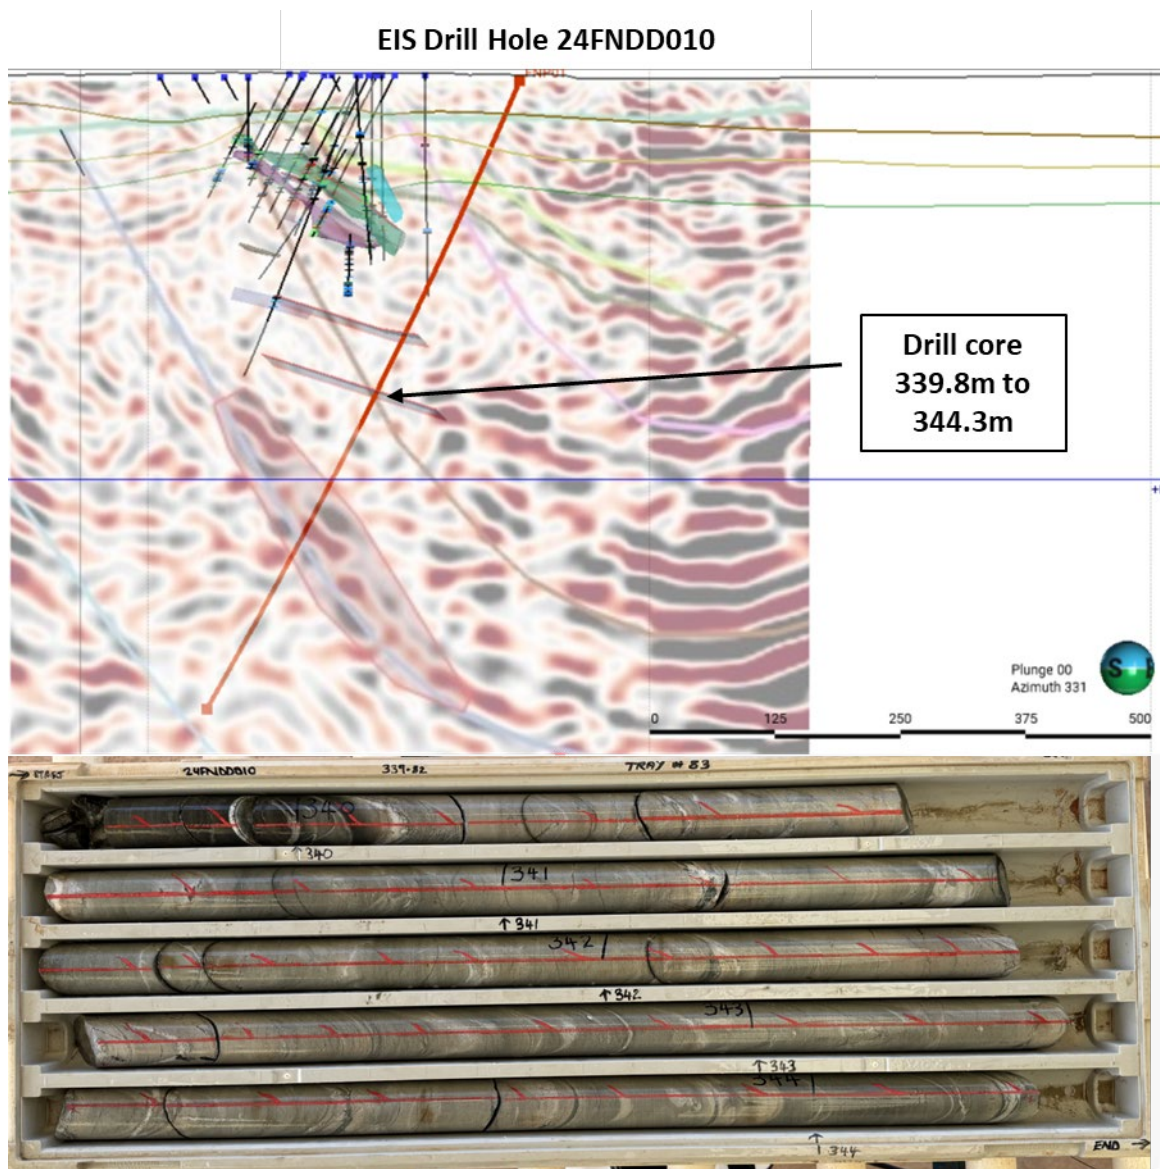 EIS Drill Hole 24FNDD010
Drill core
339.8m to
344.3m
Plunge 00
Azimuth 331
S
0 125 250 375 500
START 24FNDD010 339.82 TRAY # 83
340
↑340
341
↑341
342
↑342
343
↑343
344
↑344
END →